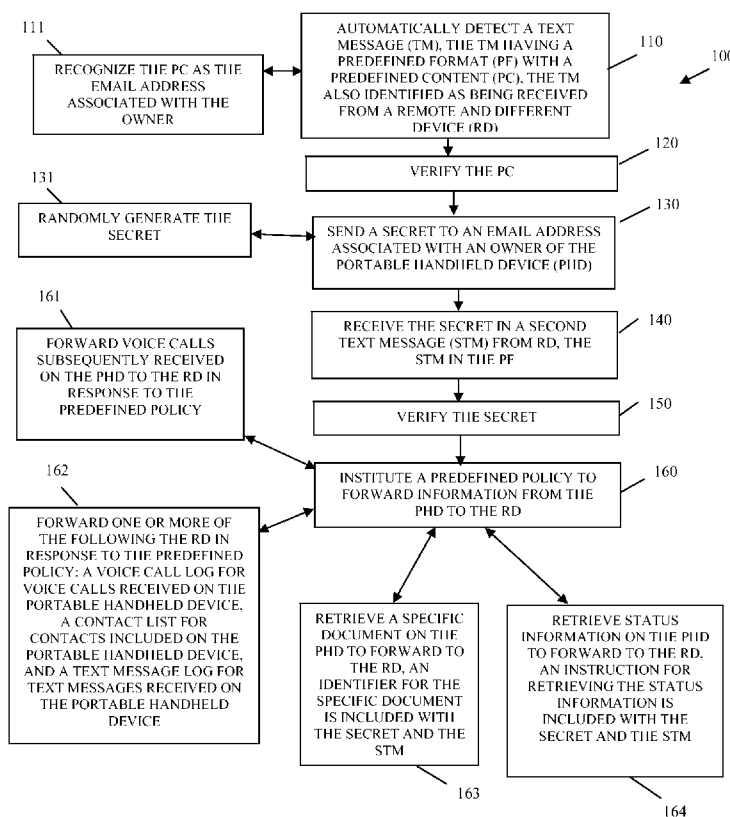 111
RECOGNIZE THE PC AS THE
EMAIL ADDRESS
ASSOCIATED WITH THE
OWNER
AUTOMATICALLY DETECT A TEXT
MESSAGE (TM), THE TM HAVING A
PREDEFINED FORMAT (PF) WITH A
PREDEFINED CONTENT (PC), THE TM
ALSO IDENTIFIED AS BEING RECEIVED
FROM A REMOTE AND DIFFERENT
DEVICE (RD)
110
100
120
VERIFY THE PC
131
RANDOMLY GENERATE THE
SECRET
130
SEND A SECRET TO AN EMAIL ADDRESS
ASSOCIATED WITH AN OWNER OF THE
PORTABLE HANDHELD DEVICE (PHD)
161
FORWARD VOICE CALLS
SUBSEQUENTLY RECEIVED
ON THE PHD TO THE RD IN
RESPONSE TO THE
PREDEFINED POLICY
140
RECEIVE THE SECRET IN A SECOND
TEXT MESSAGE (STM) FROM RD, THE
STM IN THE PF
150
VERIFY THE SECRET
160
INSTITUTE A PREDEFINED POLICY TO
FORWARD INFORMATION FROM THE
PHD TO THE RD
162
FORWARD ONE OR MORE OF
THE FOLLOWING THE RD IN
RESPONSE TO THE PREDEFINED
POLICY: A VOICE CALL LOG FOR
VOICE CALLS RECEIVED ON THE
PORTABLE HANDHELD DEVICE,
A CONTACT LIST FOR
CONTACTS INCLUDED ON THE
PORTABLE HANDHELD DEVICE,
AND A TEXT MESSAGE LOG FOR
TEXT MESSAGES RECEIVED ON
THE PORTABLE HANDHELD
DEVICE
RETRIEVE A SPECIFIC
DOCUMENT ON THE
PHD TO FORWARD TO
THE RD, AN
IDENTIFIER FOR THE
SPECIFIC DOCUMENT
IS INCLUDED WITH
THE SECRET AND THE
STM
163
RETRIEVE STATUS
INFORMATION ON THE PHD
TO FORWARD TO THE RD,
AN INSTRUCTION FOR
RETRIEVING THE STATUS
INFORMATION IS
INCLUDED WITH THE
SECRET AND THE STM
164